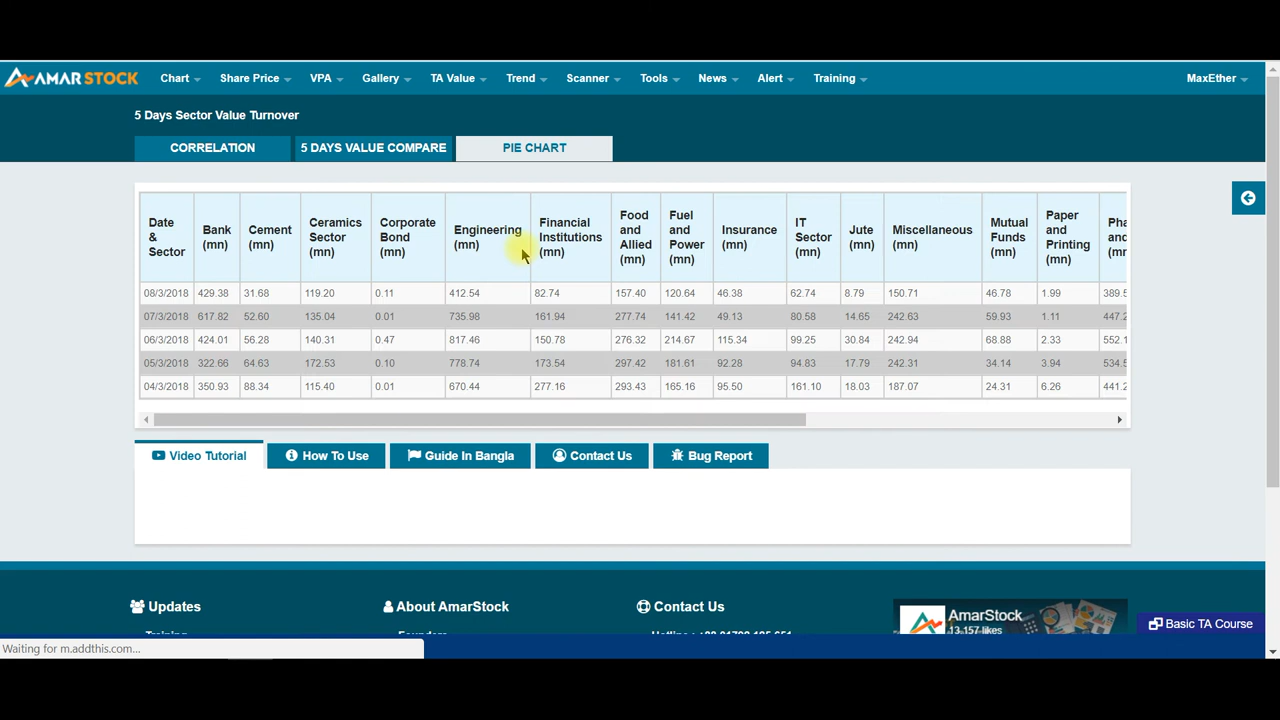 AMAR STOCK Chart Share Price VPA Gallery TA Value Trend Scanner Tools News Alert Training MaxEther
5 Days Sector Value Turnover
CORRELATION 5 DAYS VALUE COMPARE PIE CHART
Date & Sector Bank (mn) Cement (mn) Ceramics Sector (mn) Corporate Bond (mn) Engineering (mn) Financial Institutions (mn) Food and Allied (mn) Fuel and Power (mn) Insurance (mn) IT Sector (mn) Jute (mn) Miscellaneous (mn) Mutual Funds (mn) Paper and Printing (mn)
08/3/2018 429.38 31.68 119.20 0.11 412.54 82.74 157.40 120.64 46.38 62.74 8.79 150.71 46.78 1.99 389.5
07/3/2018 617.82 52.60 135.04 0.01 735.98 161.94 277.74 141.42 49.13 80.58 14.65 242.63 59.93 1.11 447.2
06/3/2018 424.01 56.28 140.31 0.47 817.46 150.78 276.32 214.67 115.34 99.25 30.84 242.94 68.88 2.33 552.1
05/3/2018 322.66 64.63 172.53 0.10 778.74 173.54 297.42 181.61 92.28 94.83 17.79 242.31 34.14 3.94 534.5
04/3/2018 350.93 88.34 115.40 0.01 670.44 277.16 293.43 165.16 95.50 161.10 18.03 187.07 24.31 6.26 441.2
Video Tutorial How To Use Guide In Bangla Contact Us Bug Report
Updates About AmarStock Contact Us AmarStock
13,157 likes
Basic TA Course
Waiting for m.addthis.com...